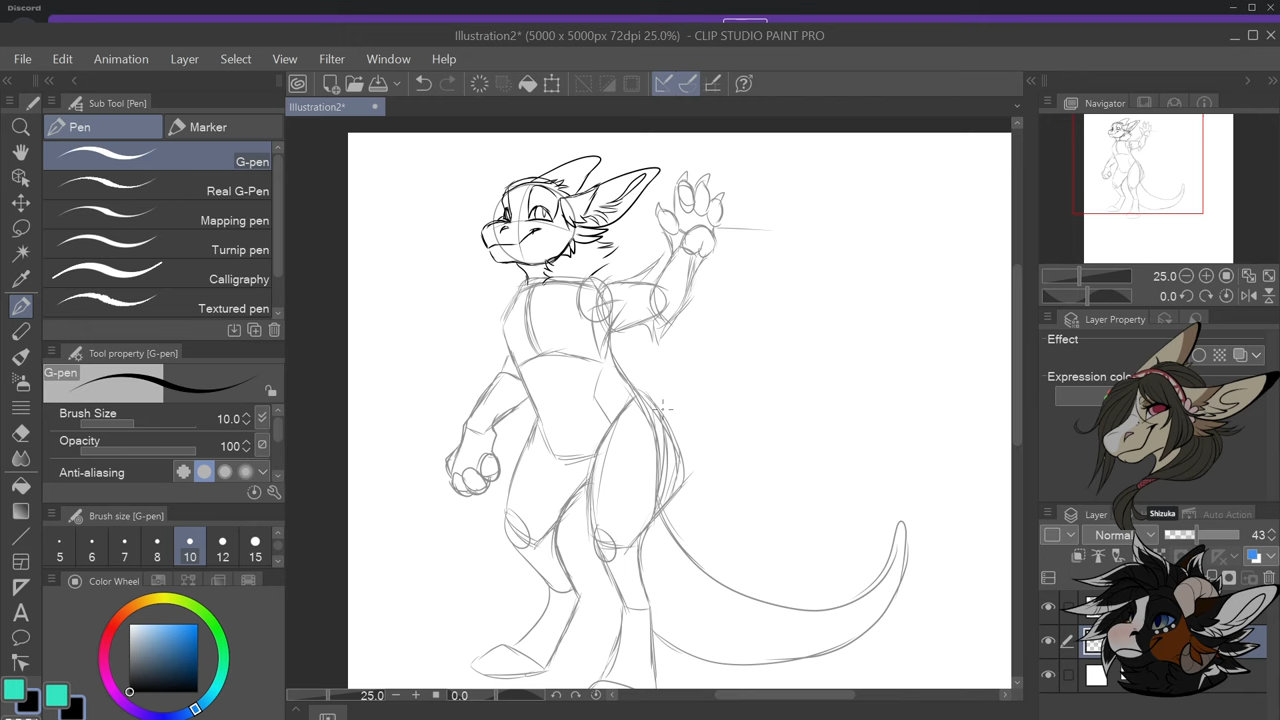 Discord
Illustration2* (5000 x 5000px 72dpi 25.0%) - CLIP STUDIO PAINT PRO
File Edit Animation Layer Select View Filter Window Help
Sub Tool [Pen]
Illustration2*
Navigator
Pen Marker
G-pen
Real G-Pen
Mapping pen
Turnip pen
Calligraphy
Textured pen
25.0
0.0
Layer Property
Effect
Expression colo
Tool property [G-pen]
G-pen
Brush Size 10.0
Opacity 100
Anti-aliasing
Brush size [G-pen]
5 6 7 8 10 12 15
Color Wheel
Layer Shizuka Auto Action
Normal 43
25.0 0.0